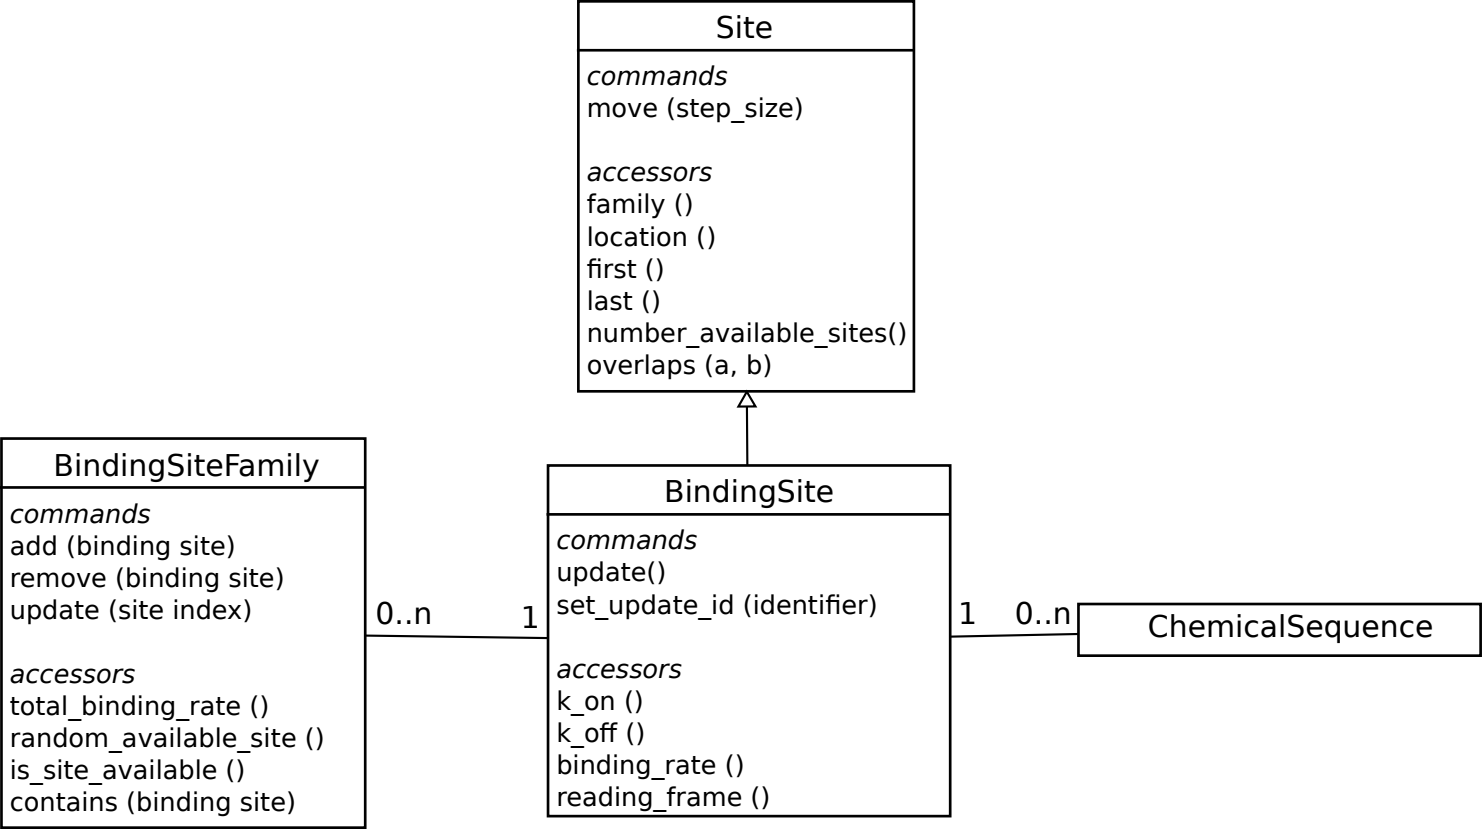 Site
commands
move (step_size)
accessors
family ()
location ()
first ()
last ()
number_available_sites()
overlaps (a, b)
BindingSiteFamily
commands
add (binding site)
remove (binding site)
update (site index)
accessors
total_binding_rate ()
random_available_site ()
is_site_available ()
contains (binding site)
0..n
1
BindingSite
commands
update()
set_update_id (identifier)
accessors
k_on ()
k_off ()
binding_rate ()
reading_frame ()
1
0..n
ChemicalSequence